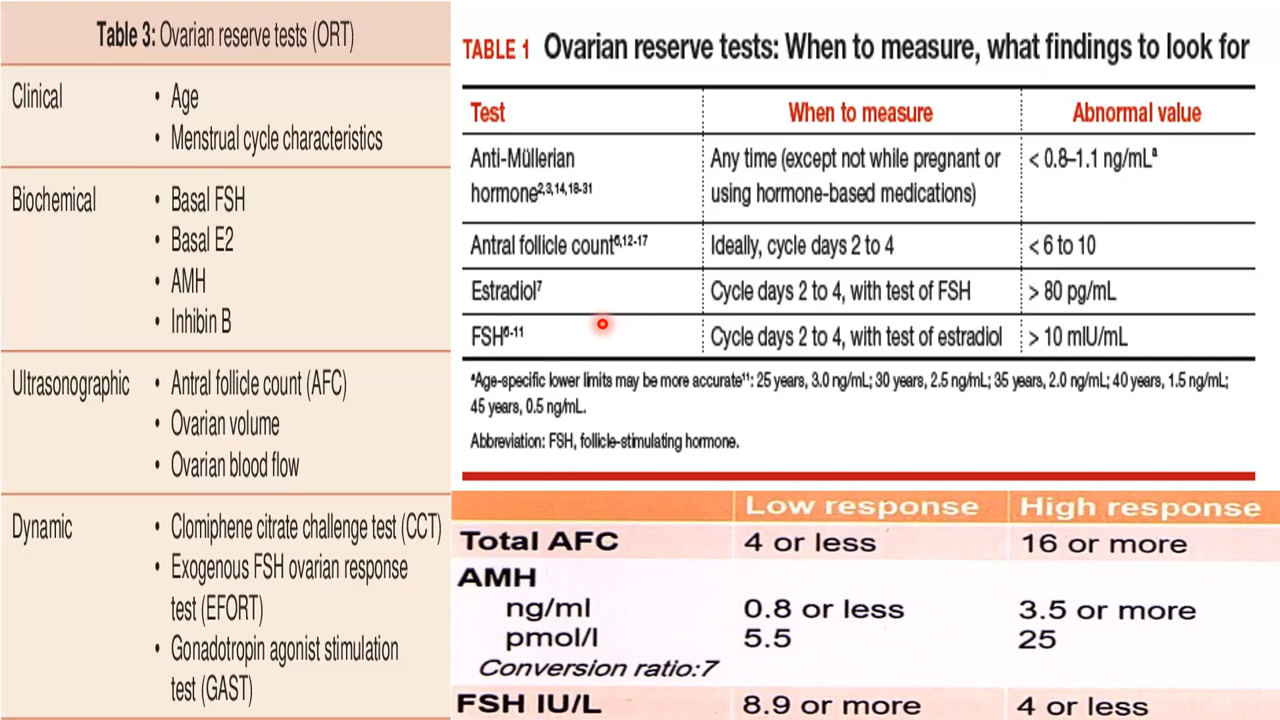 Table 3: Ovarian reserve tests (ORT)
Clinical
• Age
• Menstrual cycle characteristics
Biochemical
• Basal FSH
• Basal E2
• AMH
• Inhibin B
Ultrasonographic
• Antral follicle count (AFC)
• Ovarian volume
• Ovarian blood flow
Dynamic
• Clomiphene citrate challenge test (CCT)
• Exogenous FSH ovarian response
test (EFORT)
• Gonadotropin agonist stimulation
test (GAST)
TABLE 1 Ovarian reserve tests: When to measure, what findings to look for
Test When to measure Abnormal value
Anti-Müllerian Any time (except not while pregnant or < 0.8–1.1 ng/mLª
hormone2,3,14,18-31 using hormone-based medications)
Antral follicle count6,12-17 Ideally, cycle days 2 to 4 < 6 to 10
Estradiol7 Cycle days 2 to 4, with test of FSH > 80 pg/mL
FSH6-11 Cycle days 2 to 4, with test of estradiol > 10 mIU/mL
ªAge-specific lower limits may be more accurate11: 25 years, 3.0 ng/mL; 30 years, 2.5 ng/mL; 35 years, 2.0 ng/mL; 40 years, 1.5 ng/mL;
45 years, 0.5 ng/mL.
Abbreviation: FSH, follicle-stimulating hormone.
Low response High response
Total AFC 4 or less 16 or more
AMH
ng/ml 0.8 or less 3.5 or more
pmol/l 5.5 25
Conversion ratio:7
FSH IU/L 8.9 or more 4 or less